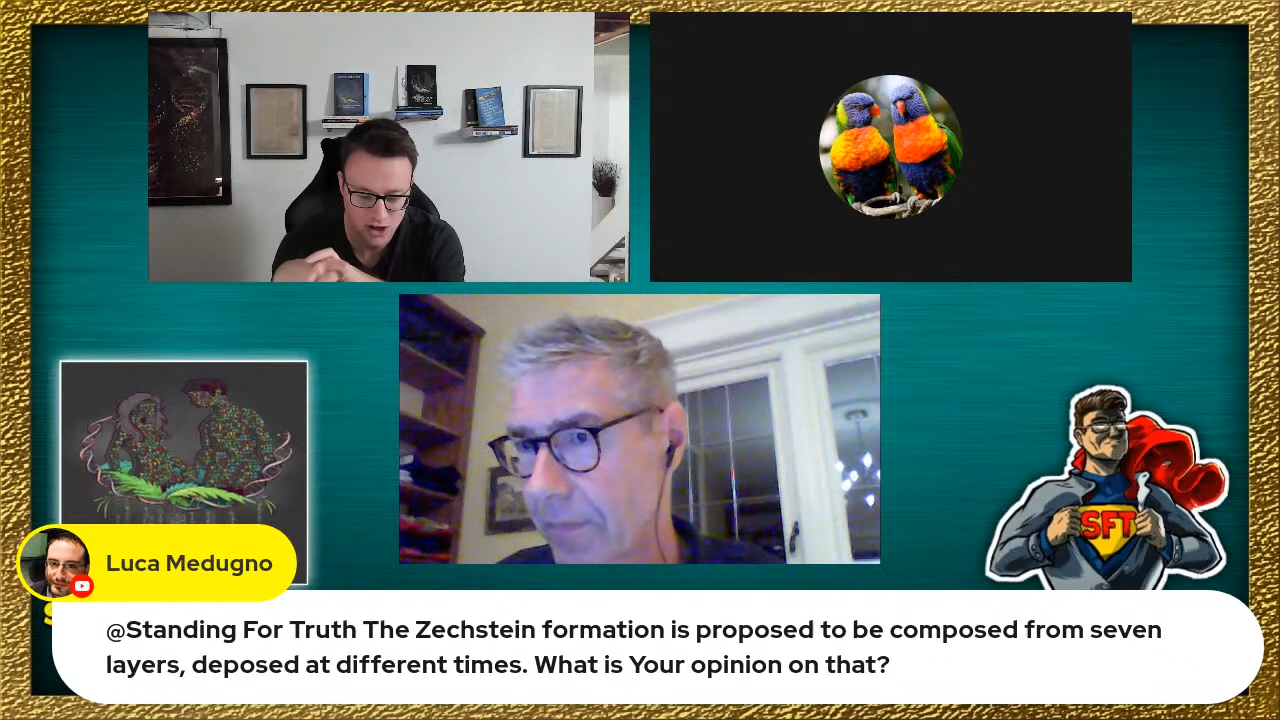 SFT
Luca Medugno
@Standing For Truth The Zechstein formation is proposed to be composed from seven
layers, deposed at different times. What is Your opinion on that?